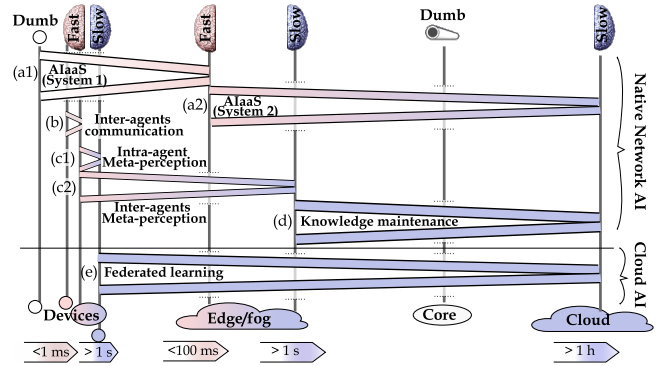 Dumb
Fast
Slow
Fast
Slow
Dumb
Slow
(a1)
AIaaS
(System 1)
(a2)
AIaaS
(System 2)
(b)
Inter-agents
communication
(c1)
Intra-agent
Meta-perception
(c2)
Inter-agents
Meta-perception
(d)
Knowledge maintenance
Native Network AI
(e)
Federated learning
Cloud AI
Devices
Edge/fog
Core
Cloud
<1 ms
> 1 s
<100 ms
> 1 s
> 1 h